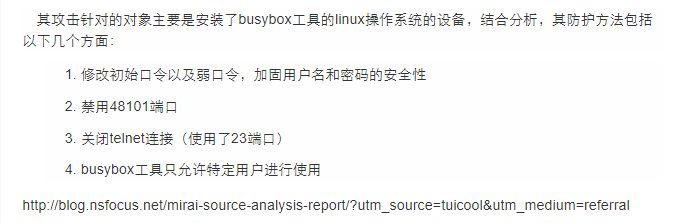 其攻击针对的对象主要是安装了busybox工具的linux操作系统的设备，结合分析，其防护方法包括
以下几个方面：
1. 修改初始口令以及弱口令，加固用户名和密码的安全性
2. 禁用48101端口
3. 关闭telnet连接（使用了23端口）
4. busybox工具只允许特定用户进行使用
http://blog.nsfocus.net/mirai-source-analysis-report/?utm_source=tuicool&utm_medium=referral